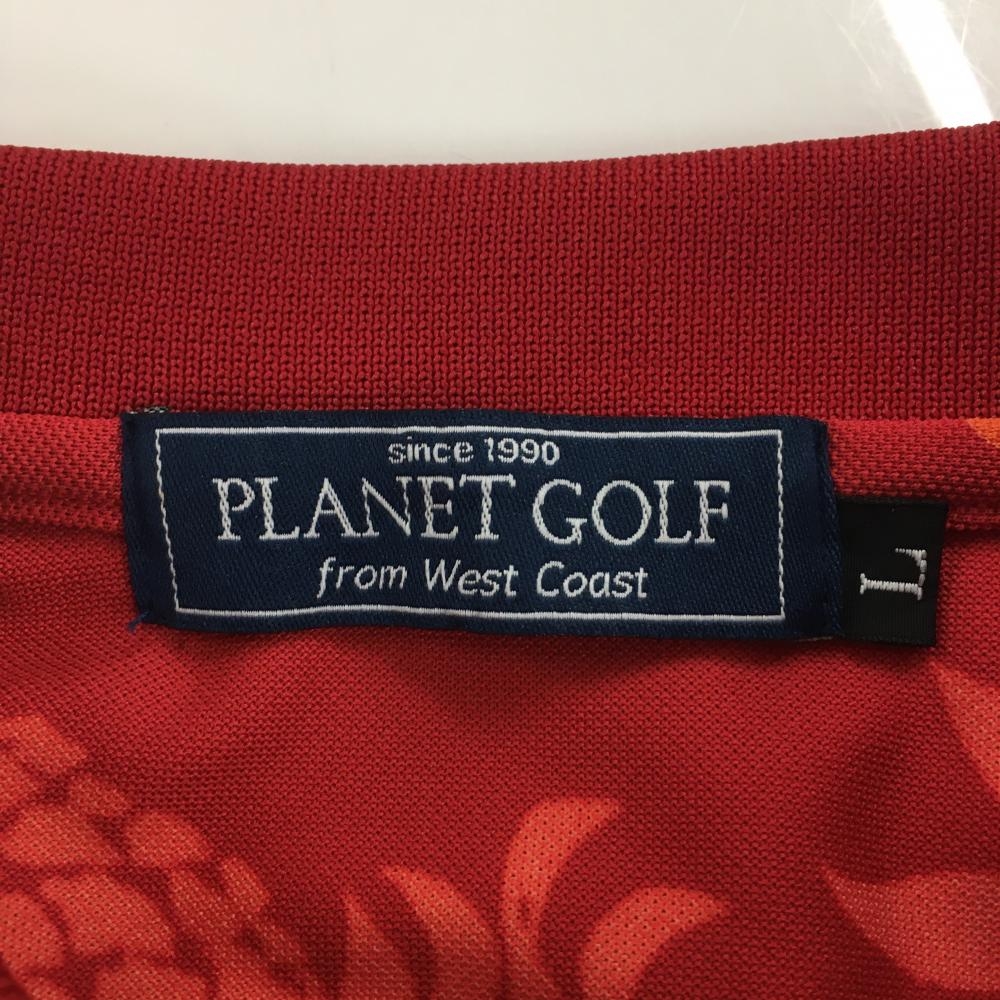 since 1990
PLANET GOLF
from West Coast
L